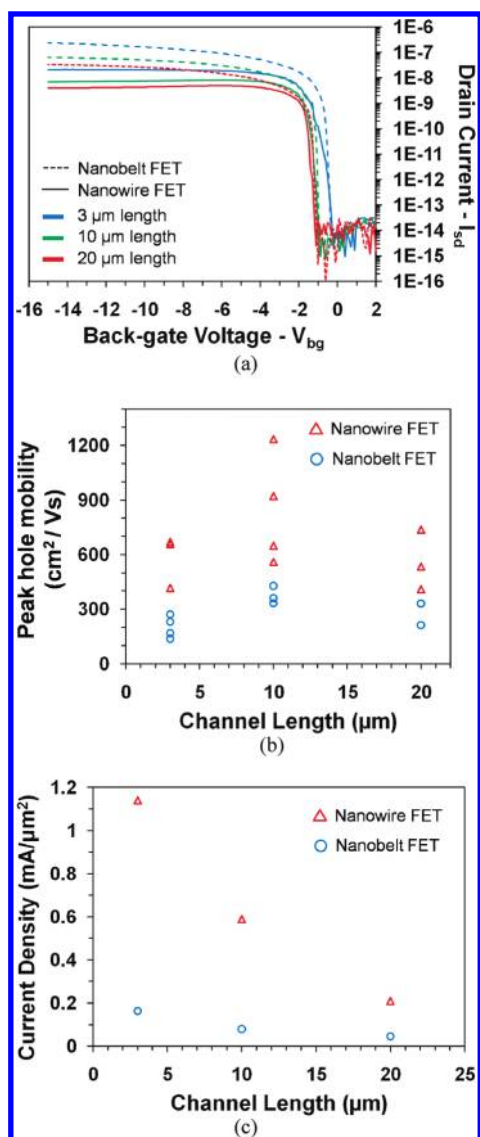 1E-6
1E-7
1E-8
1E-9
1E-10
1E-11
1E-12
1E-13
1E-14
1E-15
1E-16
Drain Current - Isd
Nanobelt FET
Nanowire FET
3 µm length
10 µm length
20 µm length
-16 -14 -12 -10 -8 -6 -4 -2 0 2
Back-gate Voltage - Vbg
(a)
Peak hole mobility
(cm² / Vs)
1200
900
600
300
0
Nanowire FET
Nanobelt FET
0 5 10 15 20
Channel Length (µm)
(b)
Current Density (mA/µm²)
1.2
1
0.8
0.6
0.4
0.2
0
Nanowire FET
Nanobelt FET
0 5 10 15 20 25
Channel Length (µm)
(c)